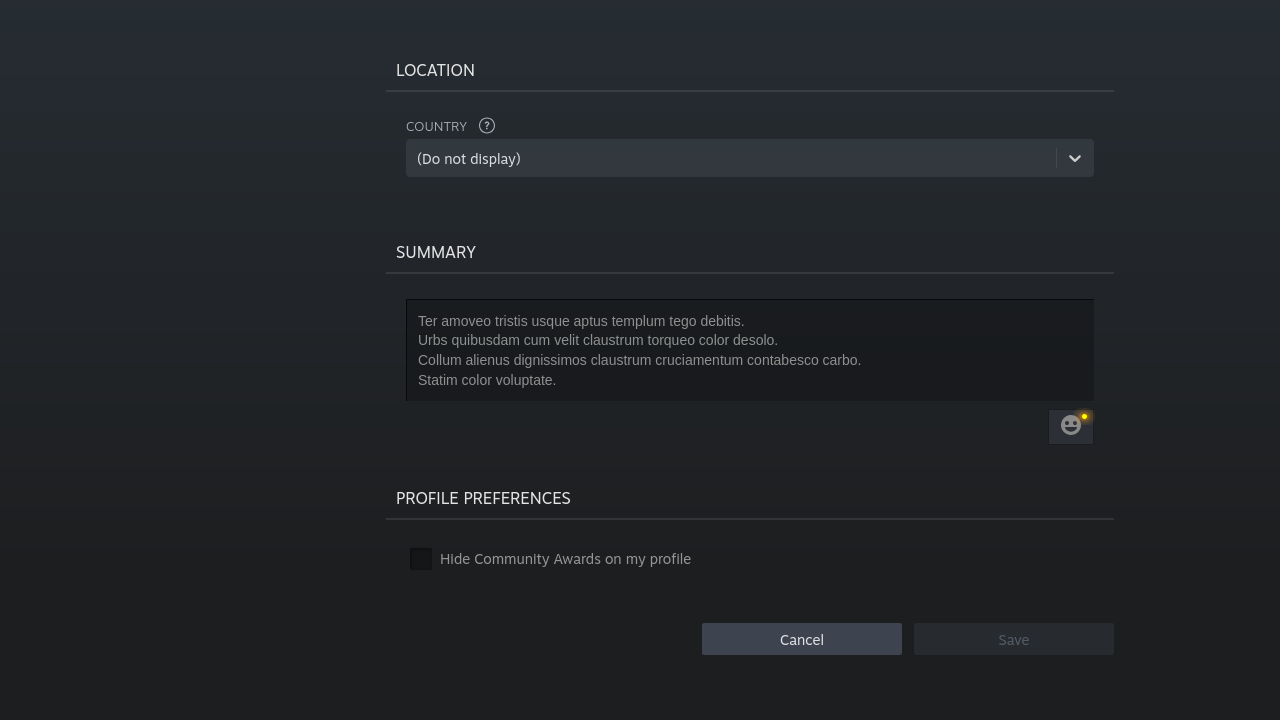 LOCATION
COUNTRY ?
(Do not display)
SUMMARY
Ter amoveo tristis usque aptus templum tego debitis.
Urbs quibusdam cum velit claustrum torqueo color desolo.
Collum alienus dignissimos claustrum cruciamentum contabesco carbo.
Statim color voluptate.
PROFILE PREFERENCES
Hide Community Awards on my profile
Cancel
Save